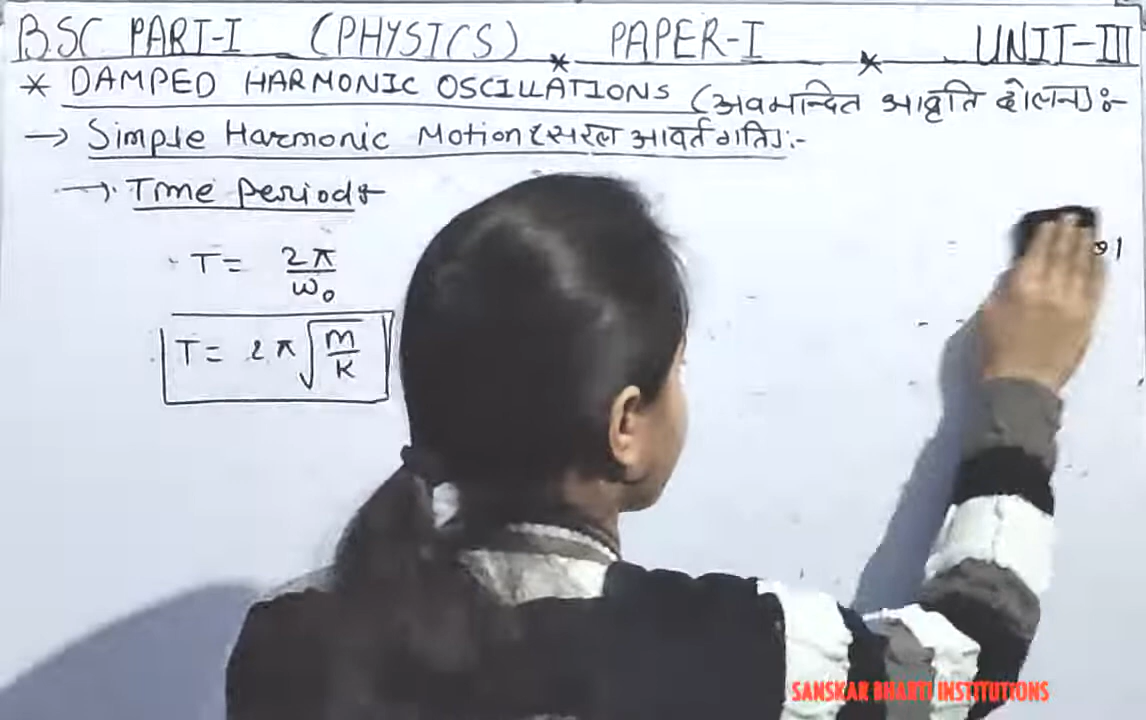 BSC PART-I (PHYSICS) * PAPER-I * UNIT-III
* DAMPED HARMONIC OSCILLATIONS (अवमन्दित आवृति दोलन):-
→ Simple Harmonic Motion (सरल आवर्त गति):-
→ Time Period:-
T = 2π/ω₀
T = 2π√(m/K)
SANSKAR BHARTI INSTITUTIONS